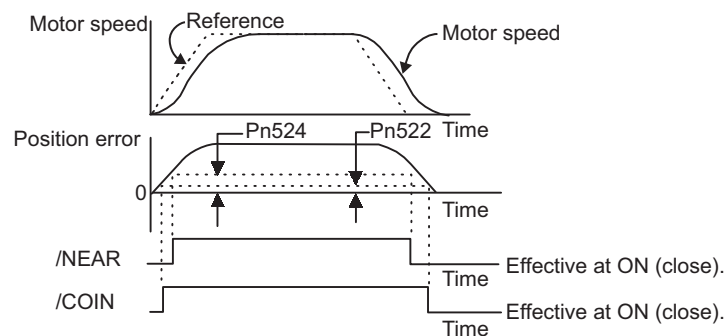 Motor speed
Reference
Motor speed
Time
Position error
Pn524
Pn522
0
Time
/NEAR
Effective at ON (close).
Time
/COIN
Effective at ON (close).
Time